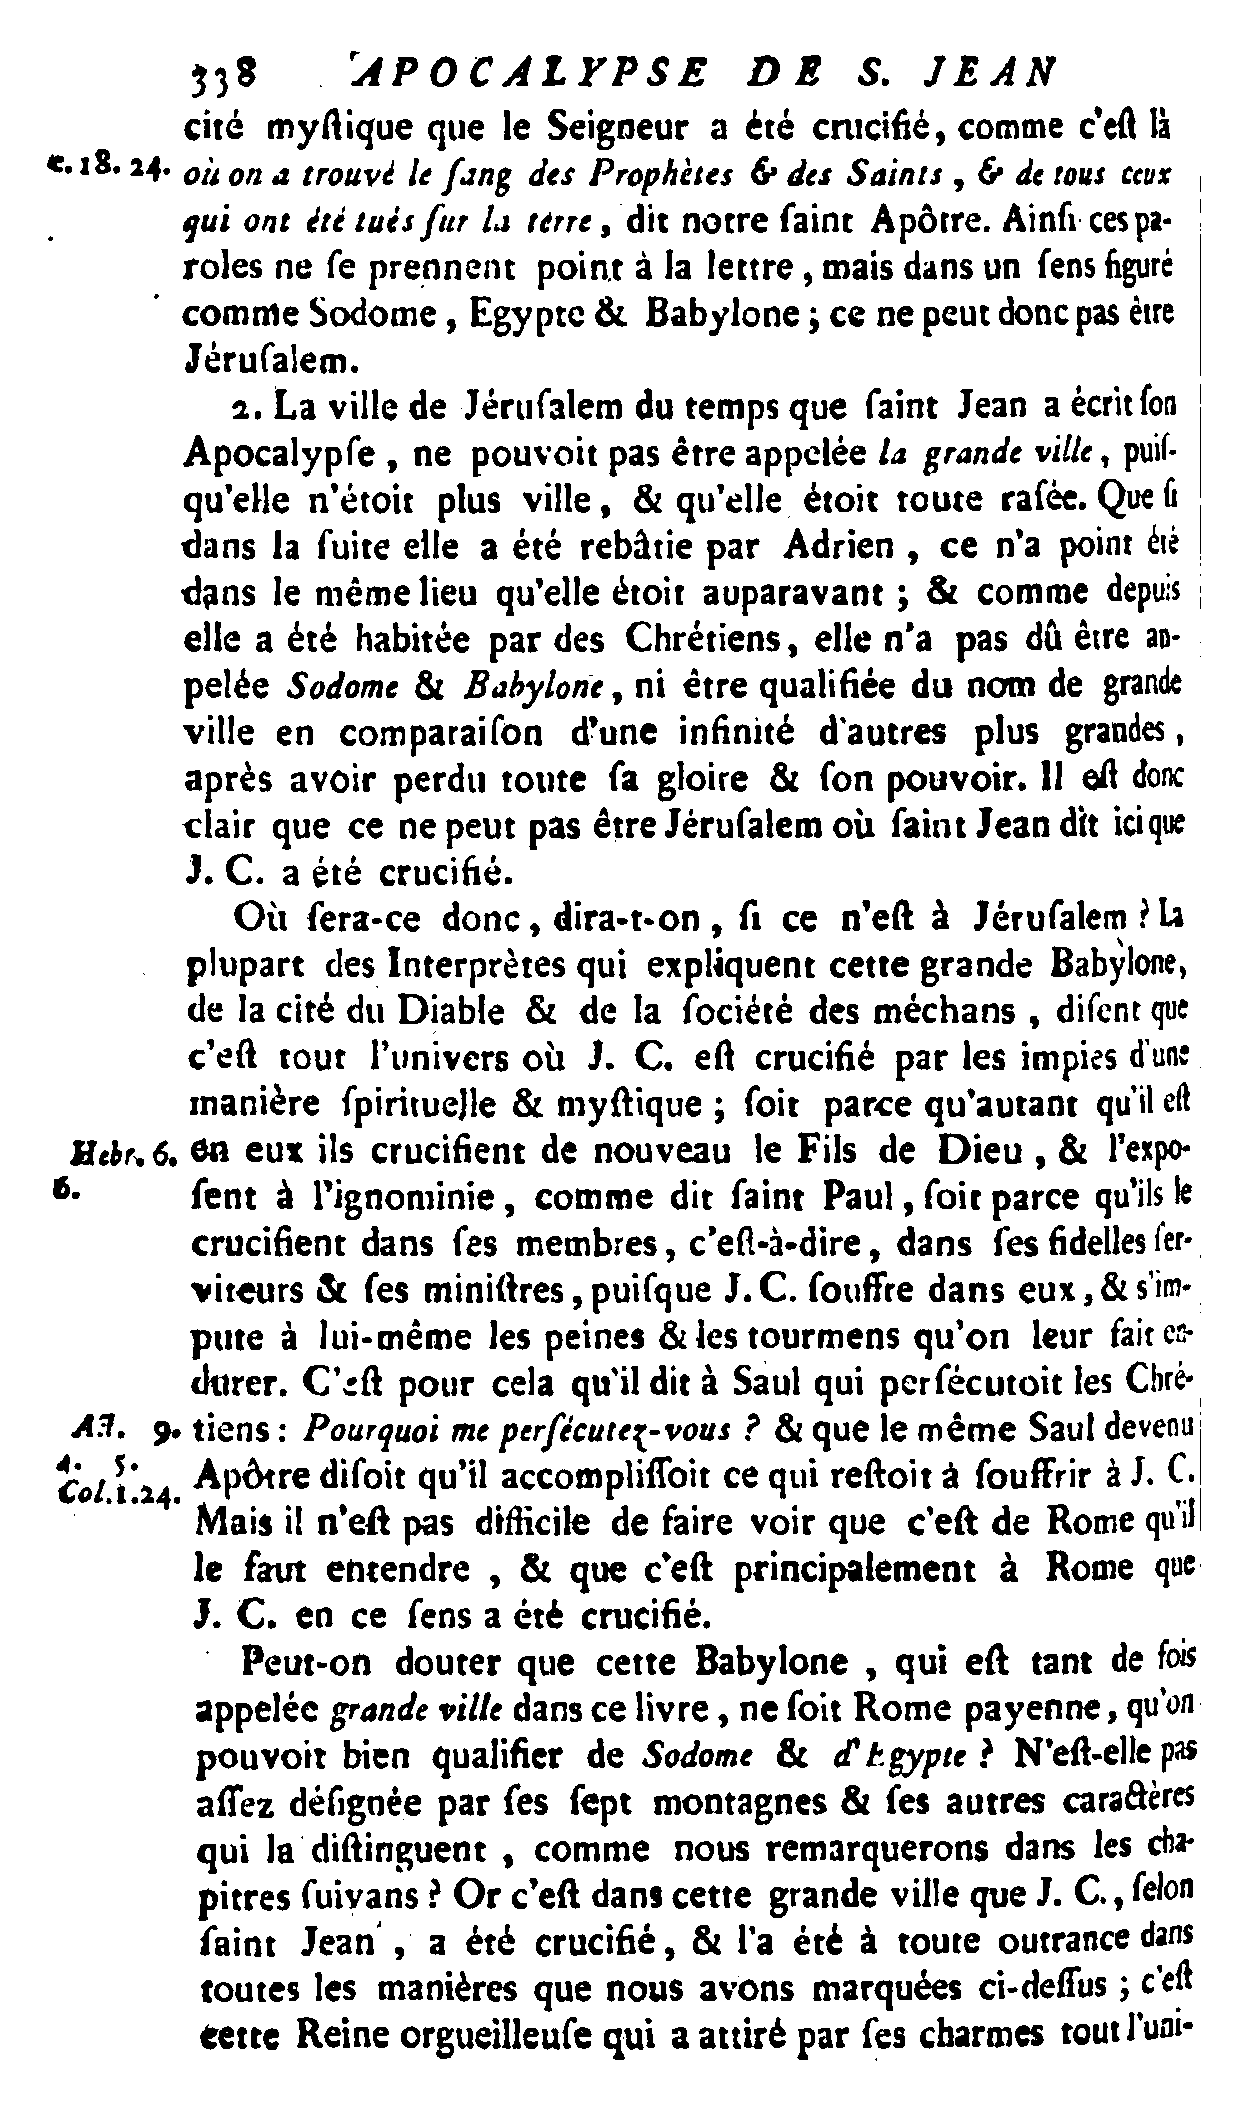 338 APOCALYPSE DE S. JEAN
cité myſtique que le Seigneur a été crucifié, comme c'eſt là
c. 18. 24. où on a trouvé le ſang des Prophètes & des Saints, & de tous ceux
qui ont été tués ſur la terre, dit notre ſaint Apôtre. Ainſi ces pa-
roles ne ſe prennent point à la lettre, mais dans un ſens figuré
comme Sodome, Egypte & Babylone; ce ne peut donc pas être
Jéruſalem.
2. La ville de Jéruſalem du temps que ſaint Jean a écrit ſon
Apocalypſe, ne pouvoit pas être appelée la grande ville, puiſ-
qu'elle n'étoit plus ville, & qu'elle étoit toute raſée. Que ſi
dans la ſuite elle a été rebâtie par Adrien, ce n'a point été
dans le même lieu qu'elle étoit auparavant; & comme depuis
elle a été habitée par des Chrétiens, elle n'a pas dû être ap-
pelée Sodome & Babylone, ni être qualifiée du nom de grande
ville en comparaiſon d'une infinité d'autres plus grandes,
après avoir perdu toute ſa gloire & ſon pouvoir. Il eſt donc
clair que ce ne peut pas être Jéruſalem où ſaint Jean dit ici que
J. C. a été crucifié.
Où ſera-ce donc, dira-t-on, ſi ce n'eſt à Jéruſalem? La
plupart des Interprètes qui expliquent cette grande Babylone,
de la cité du Diable & de la ſociété des méchans, diſent que
c'eſt tout l'univers où J. C. eſt crucifié par les impies d'une
manière ſpirituelle & myſtique; ſoit parce qu'autant qu'il eſt
Hebr. 6. en eux ils crucifient de nouveau le Fils de Dieu, & l'expo-
6. ſent à l'ignominie, comme dit ſaint Paul, ſoit parce qu'ils le
crucifient dans ſes membres, c'eſt-à-dire, dans ſes fidelles ſer-
viteurs & ſes miniſtres, puiſque J. C. ſouffre dans eux, & s'im-
pute à lui-même les peines & les tourmens qu'on leur fait en-
durer. C'eſt pour cela qu'il dit à Saul qui perſécutoit les Chré-
Act. 9. tiens: Pourquoi me perſécutez-vous? & que le même Saul devenu
4. 5. Apôtre diſoit qu'il accompliſſoit ce qui reſtoit à ſouffrir à J. C.
Col. 1. 24.
Mais il n'eſt pas difficile de faire voir que c'eſt de Rome qu'il
le faut entendre, & que c'eſt principalement à Rome que
J. C. en ce ſens a été crucifié.
Peut-on douter que cette Babylone, qui eſt tant de fois
appelée grande ville dans ce livre, ne ſoit Rome payenne, qu'on
pouvoit bien qualifier de Sodome & d'Egypte? N'eſt-elle pas
aſſez déſignée par ſes ſept montagnes & ſes autres caractères
qui la diſtinguent, comme nous remarquerons dans les cha-
pitres ſuivans? Or c'eſt dans cette grande ville que J. C., ſelon
ſaint Jean, a été crucifié, & l'a été à toute outrance dans
toutes les manières que nous avons marquées ci-deſſus; c'eſt
cette Reine orgueilleuſe qui a attiré par ſes charmes tout l'uni-